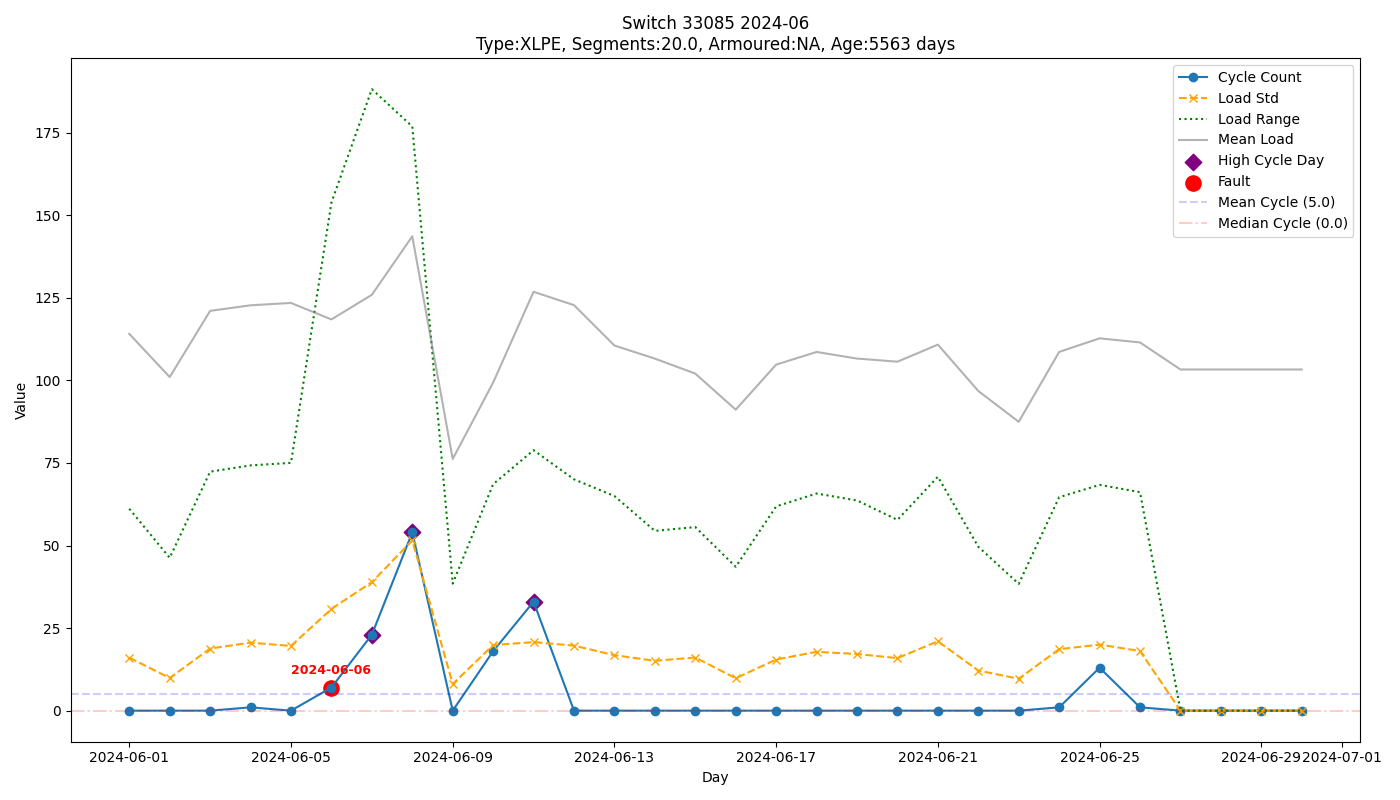 Switch 33085 2024-06
Type:XLPE, Segments:20.0, Armoured:NA, Age:5563 days
Cycle Count
Load Std
Load Range
Mean Load
High Cycle Day
Fault
Mean Cycle (5.0)
Median Cycle (0.0)
175
150
125
100
75
50
25
0
Value
2024-06-06
2024-06-01
2024-06-05
2024-06-09
2024-06-13
2024-06-17
2024-06-21
2024-06-25
2024-06-29
2024-07-01
Day